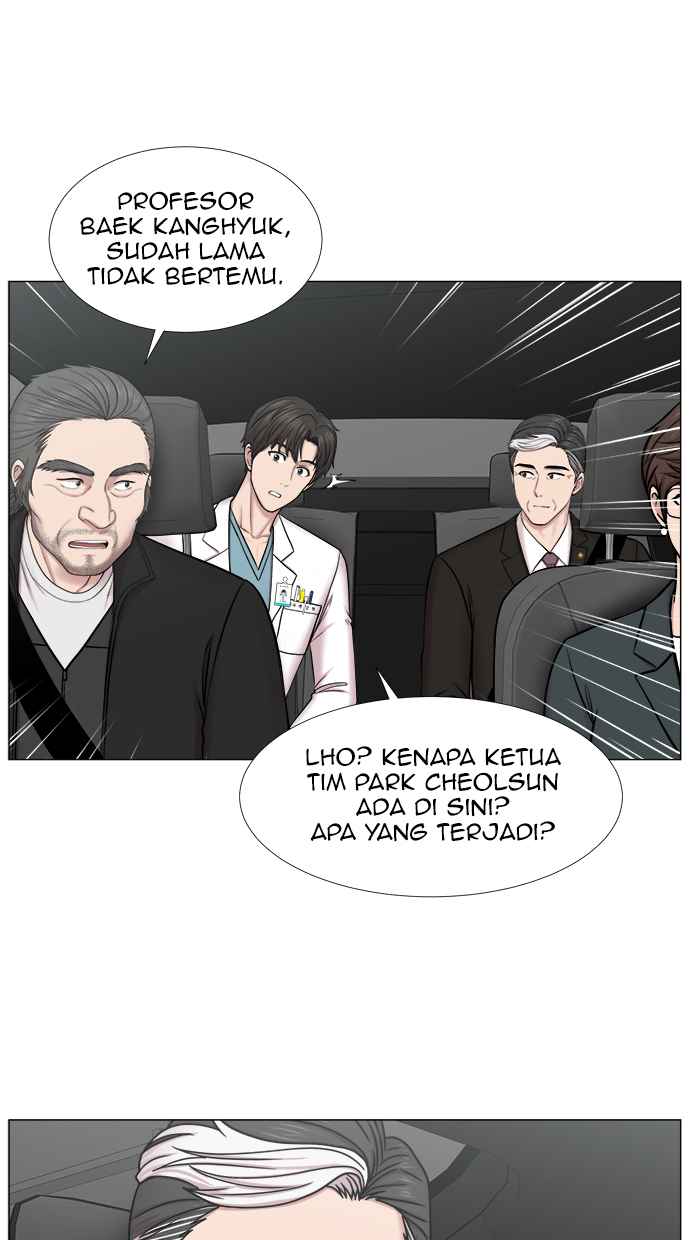 PROFESOR
BAEK KANGHYUK,
SUDAH LAMA
TIDAK BERTEMU.
LHO? KENAPA KETUA
TIM PARK CHEOLSUN
ADA DI SINI?
APA YANG TERJADI?